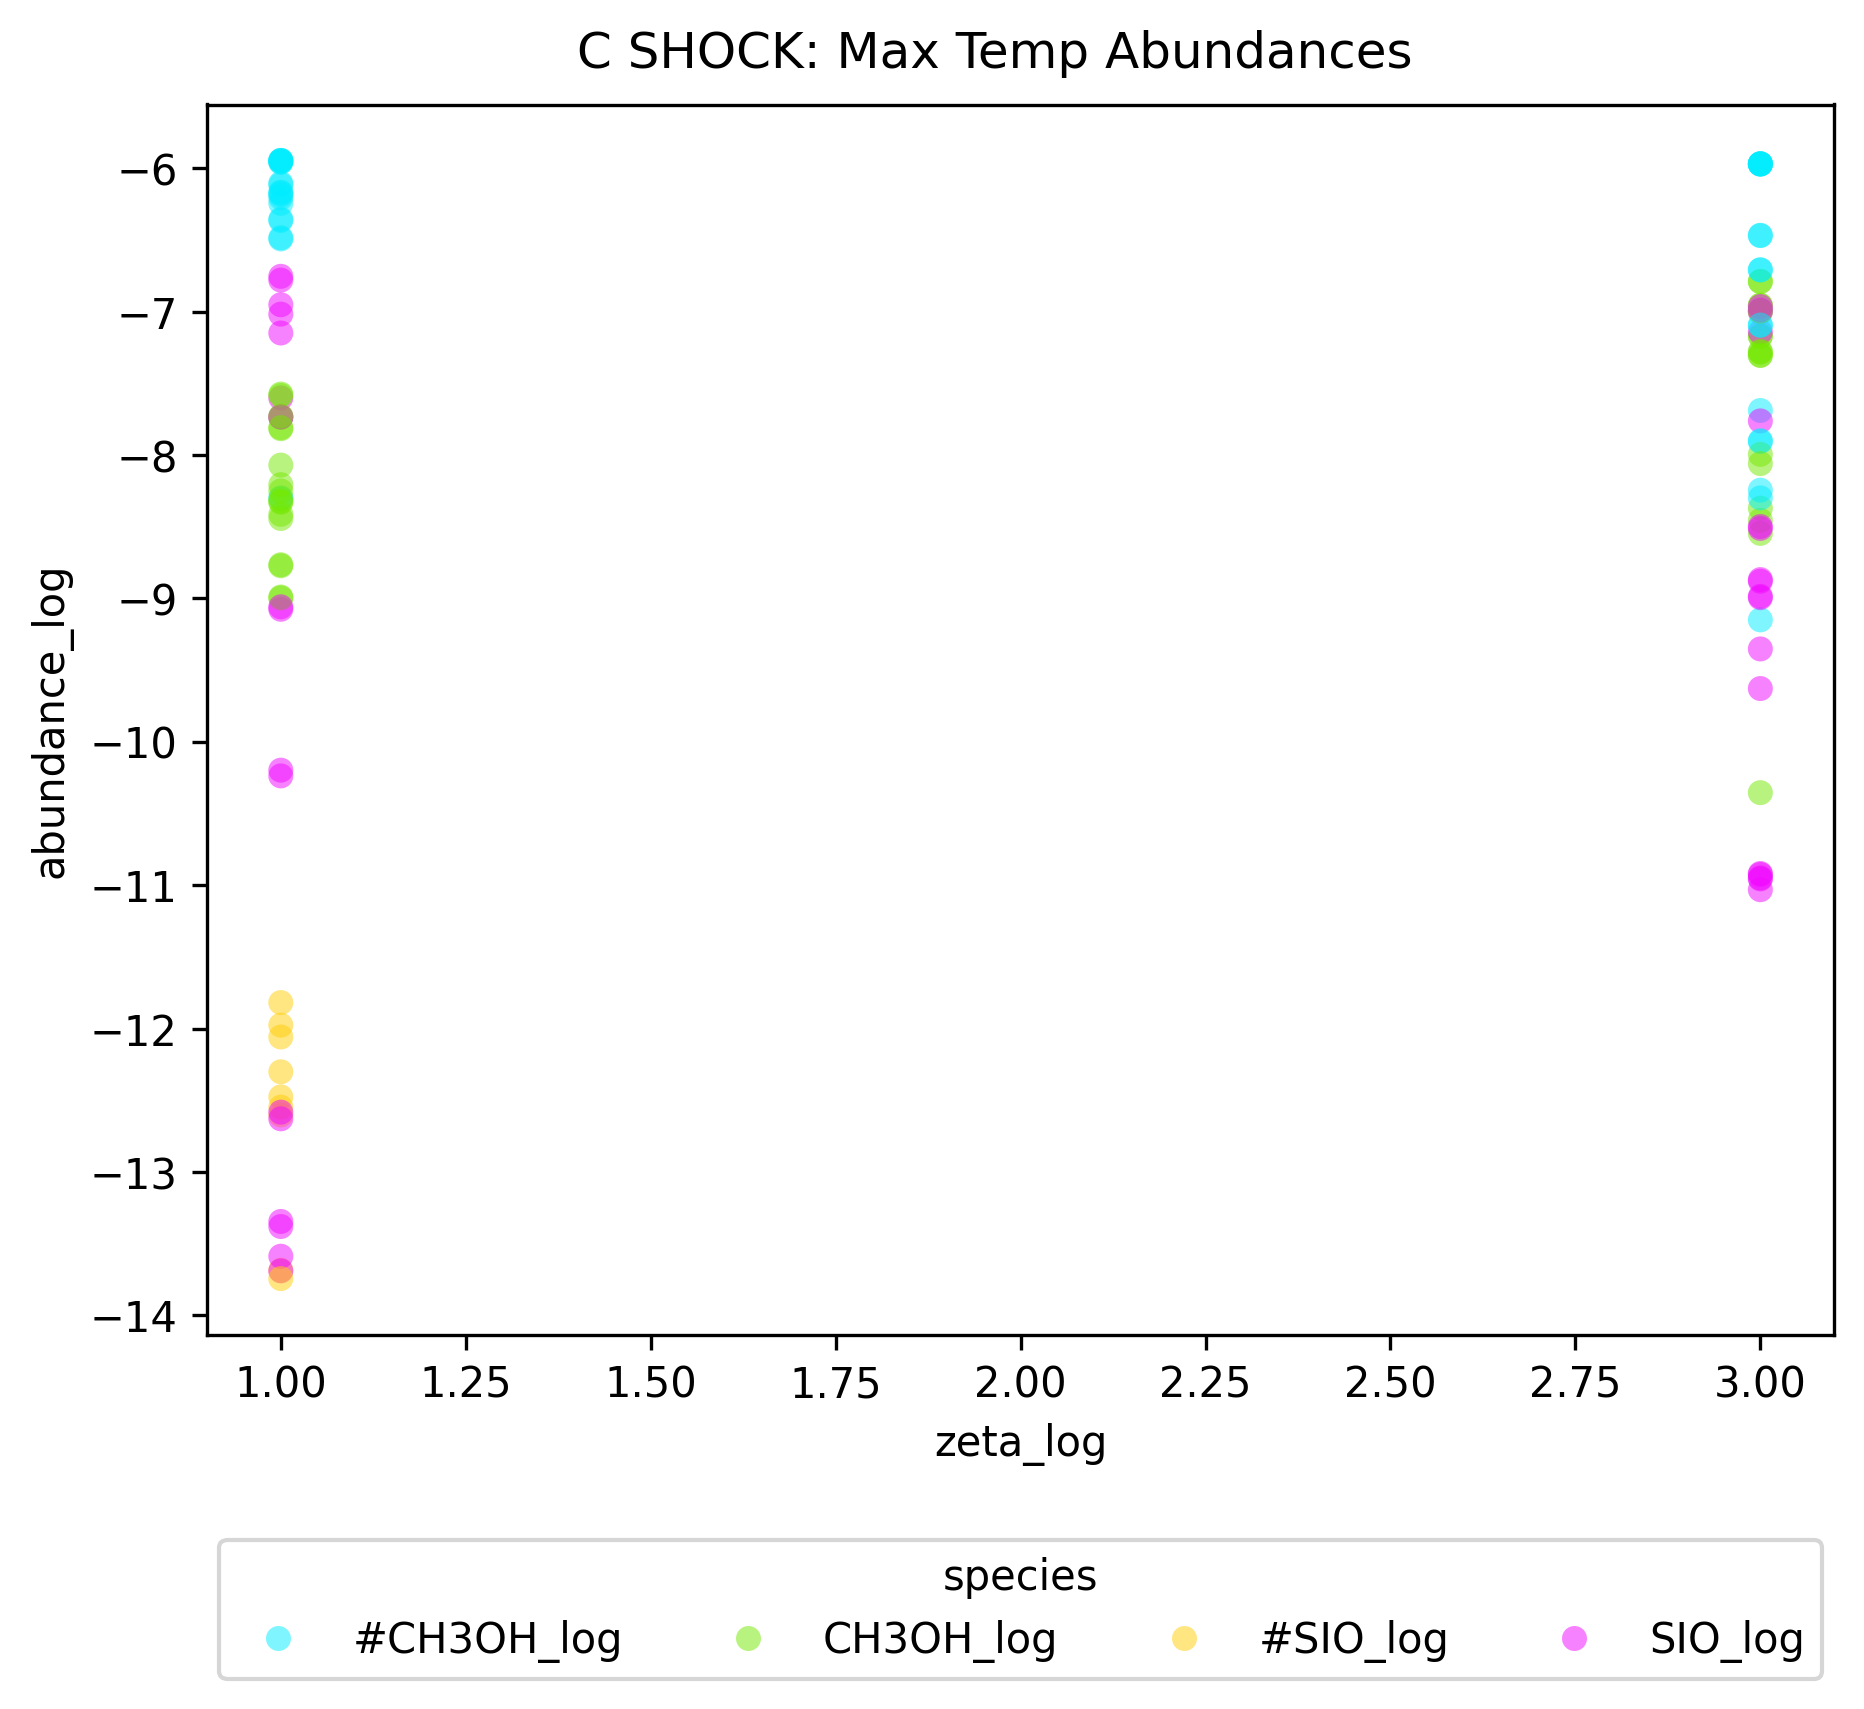 C SHOCK: Max Temp Abundances
abundance_log
−6
−7
−8
−9
−10
−11
−12
−13
−14
1.00 1.25 1.50 1.75 2.00 2.25 2.50 2.75 3.00
zeta_log
species
#CH3OH_log CH3OH_log #SIO_log SIO_log